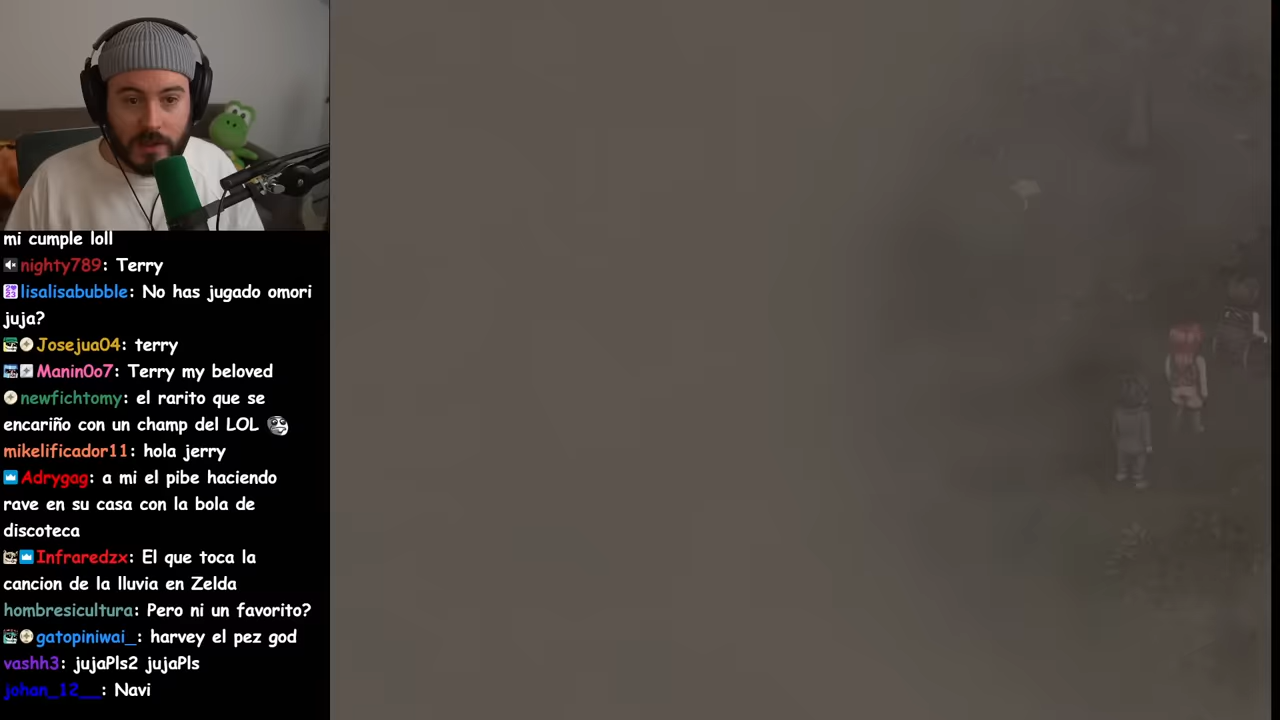 mi cumple loll
nighty789: Terry
lisalisabubble: No has jugado omori
juja?
Josejua04: terry
Manin0o7: Terry my beloved
newfichtomy: el rarito que se
encariño con un champ del LOL
mikelificador11: hola jerry
Adrygag: a mi el pibe haciendo
rave en su casa con la bola de
discoteca
Infraredzx: El que toca la
cancion de la lluvia en Zelda
hombresicultura: Pero ni un favorito?
gatopiniwai_: harvey el pez god
vashh3: jujaPls2 jujaPls
johan_12__: Navi